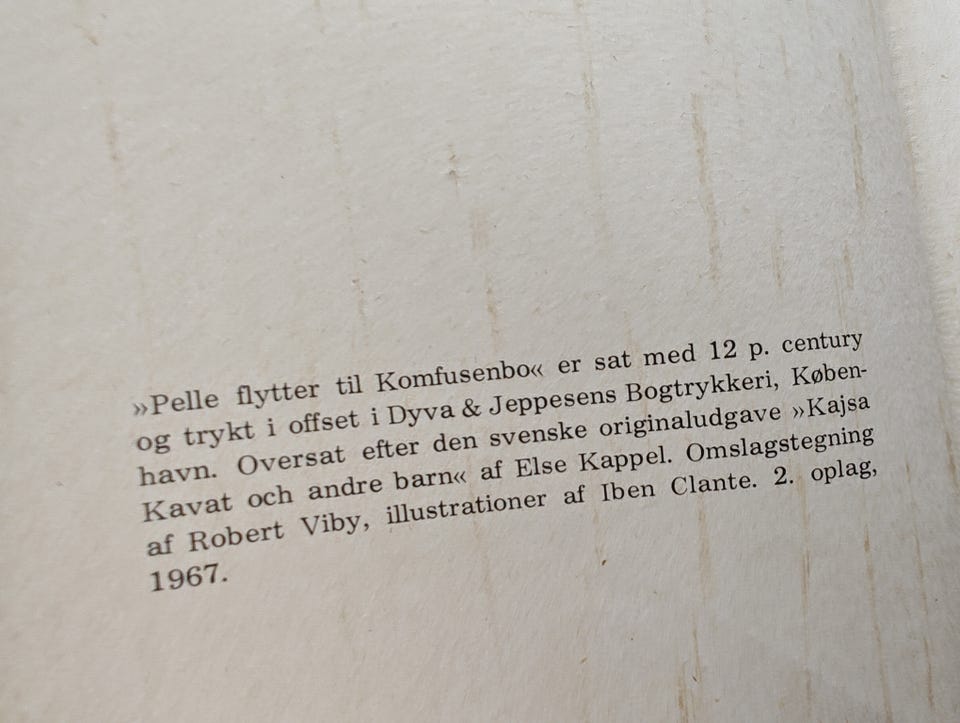 »Pelle flytter til Komfusenbo« er sat med 12 p. century
og trykt i offset i Dyva & Jeppesens Bogtrykkeri, Køben-
havn. Oversat efter den svenske originaludgave »Kajsa
Kavat och andre barn« af Else Kappel. Omslagstegning
af Robert Viby, illustrationer af Iben Clante. 2. oplag,
1967.